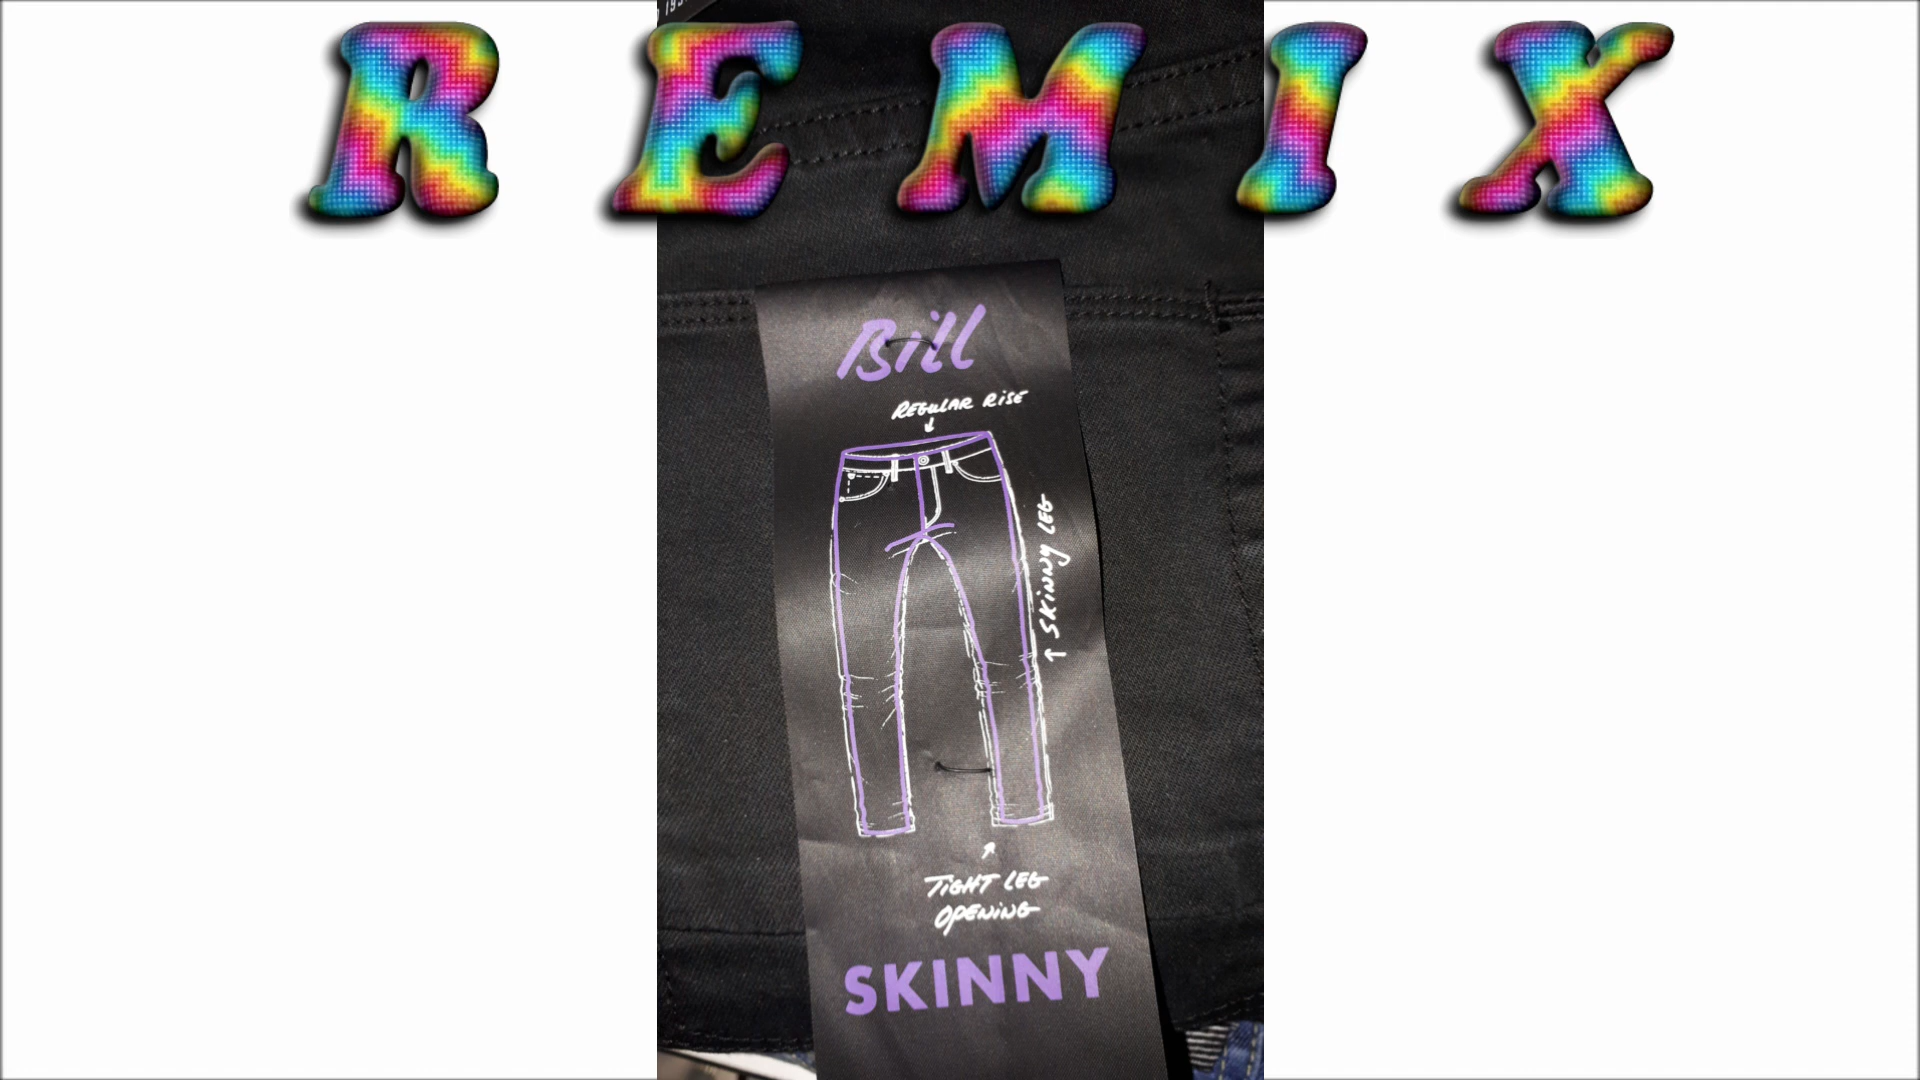 REMIX
Bill
REGULAR RISE
SKINNY LEG
TIGHT LEG
OPENING
SKINNY